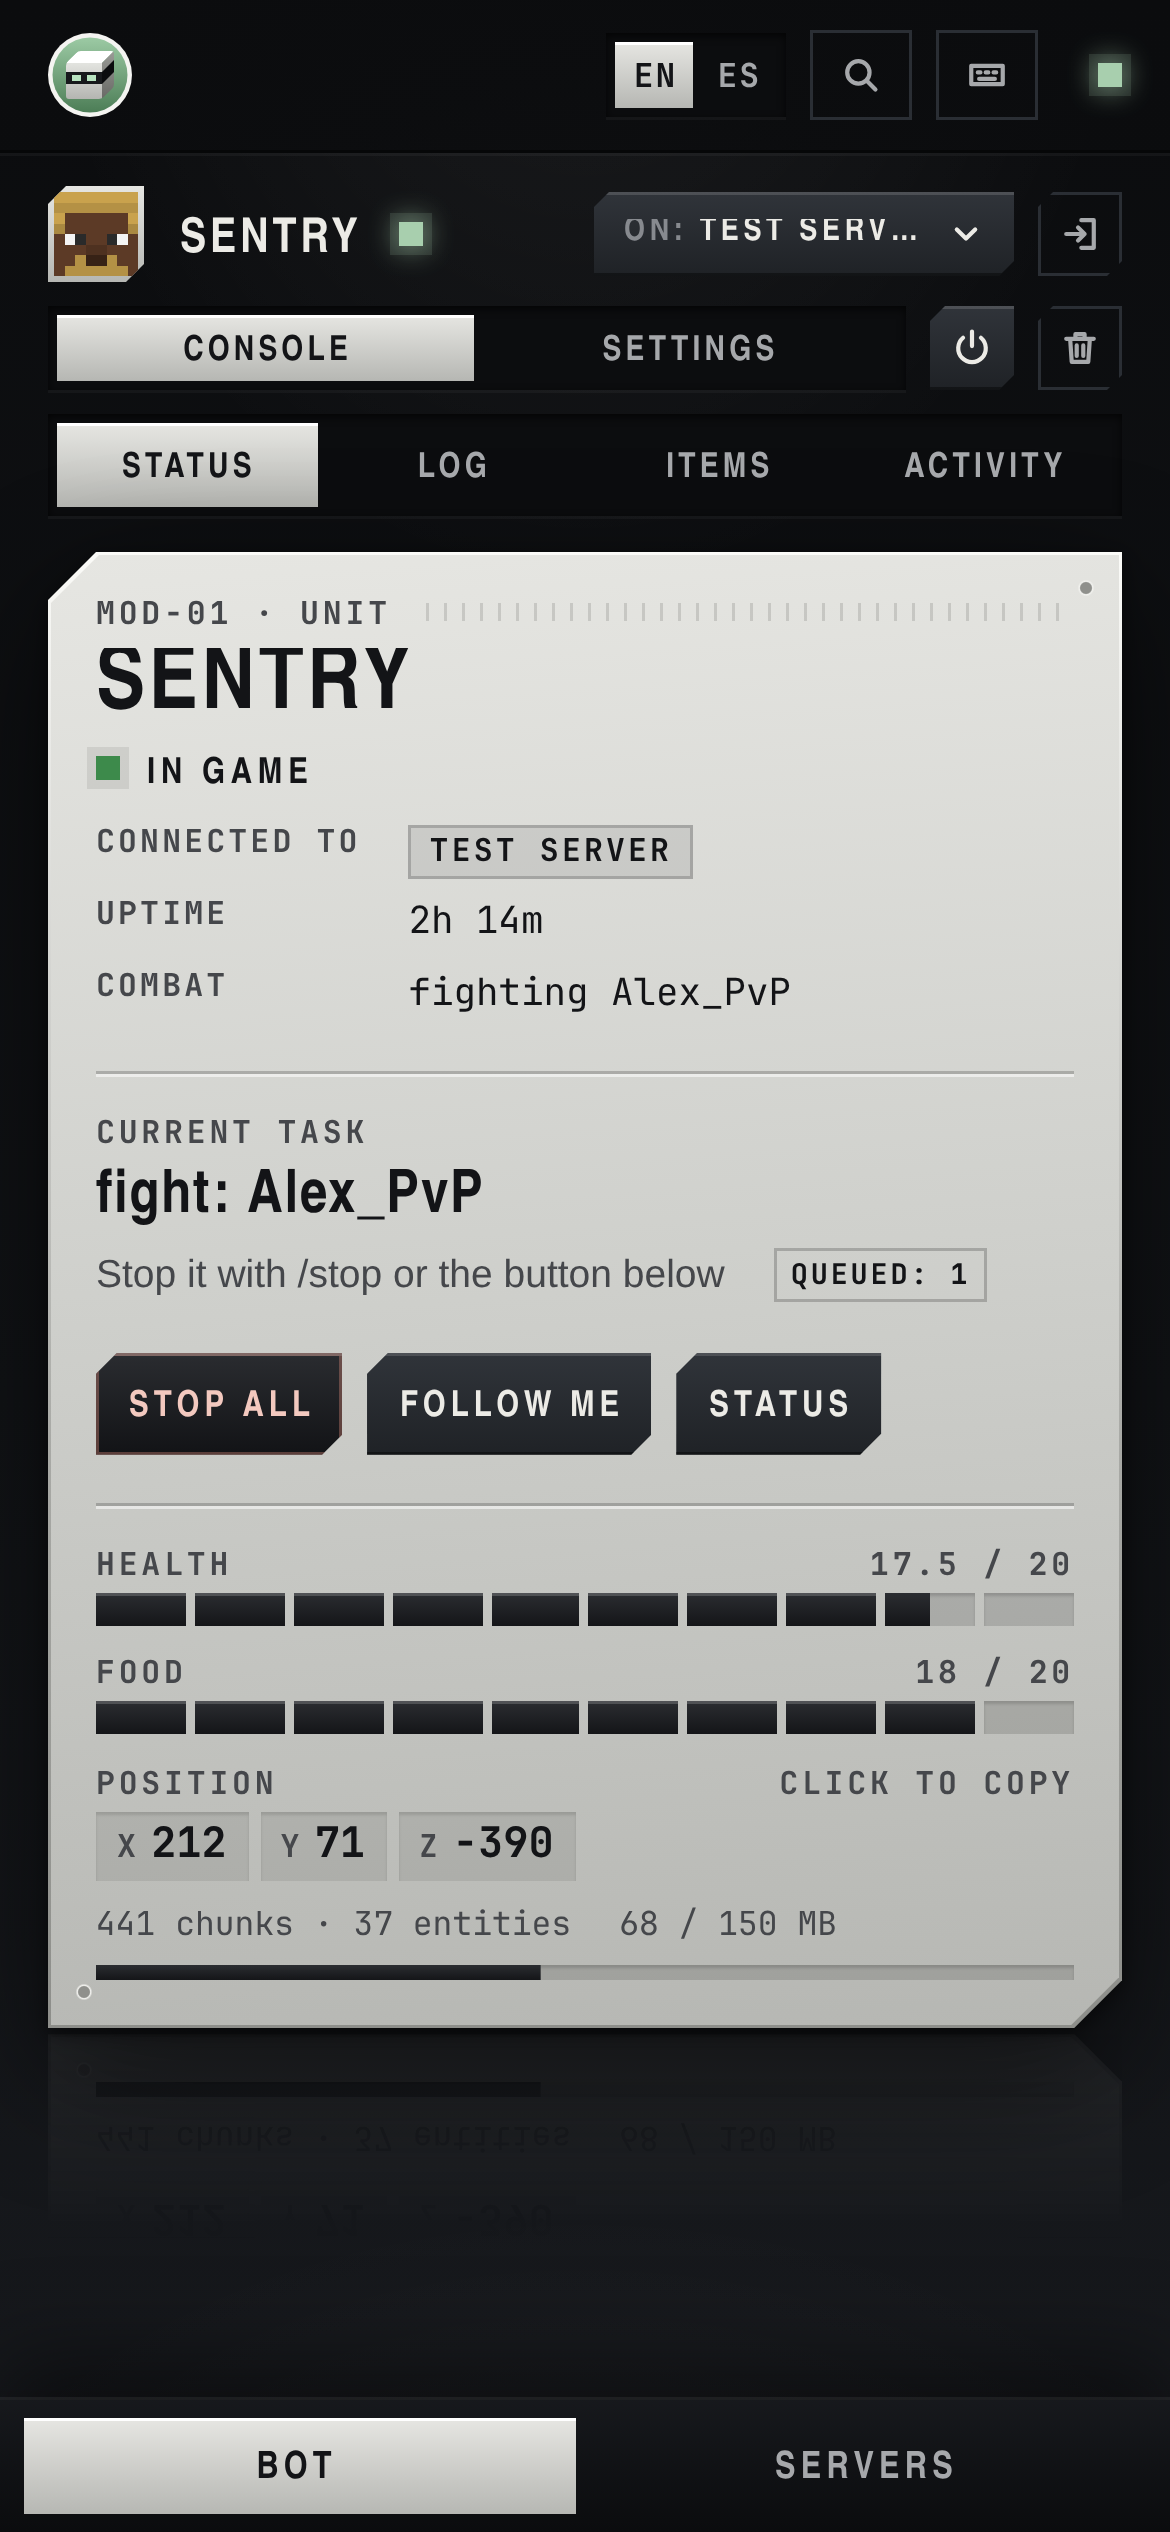 EN ES
SENTRY ON: TEST SERV...
CONSOLE SETTINGS
STATUS LOG ITEMS ACTIVITY
MOD-01 · UNIT
SENTRY
IN GAME
CONNECTED TO TEST SERVER
UPTIME 2h 14m
COMBAT fighting Alex_PvP
CURRENT TASK
fight: Alex_PvP
Stop it with /stop or the button below QUEUED: 1
STOP ALL FOLLOW ME STATUS
HEALTH 17.5 / 20
FOOD 18 / 20
POSITION CLICK TO COPY
X 212 Y 71 Z -390
441 chunks · 37 entities 68 / 150 MB
BOT SERVERS